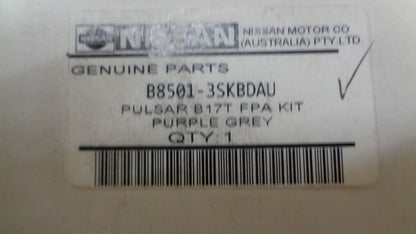 NISSAN NISSAN NISSAN MOTOR CO
(AUSTRALIA) PTY.LTD.
GENUINE PARTS
B8501-3SKBDAU
PULSAR B17T FPA KIT
PURPLE GREY
QTY: 1